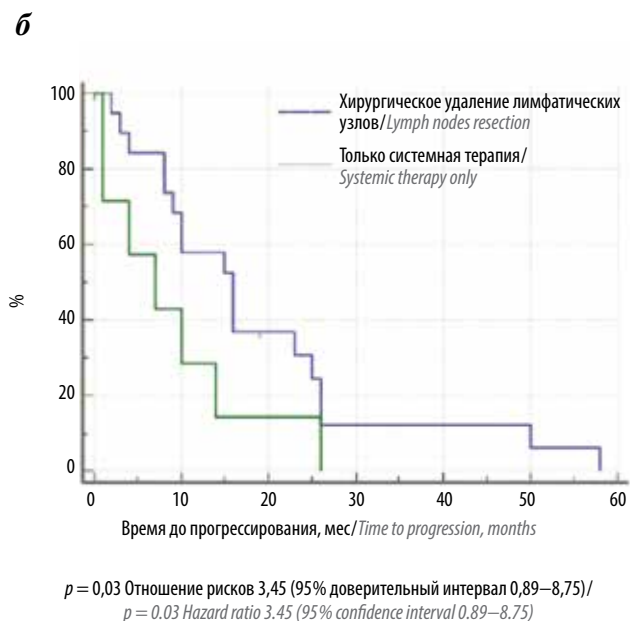 б
100
80
60
40
20
0
%
Хирургическое удаление лимфатических
узлов/Lymph nodes resection
Только системная терапия/
Systemic therapy only
0 10 20 30 40 50 60
Время до прогрессирования, мес/Time to progression, months
p = 0,03 Отношение рисков 3,45 (95% доверительный интервал 0,89–8,75)/
p = 0.03 Hazard ratio 3.45 (95% confidence interval 0.89–8.75)